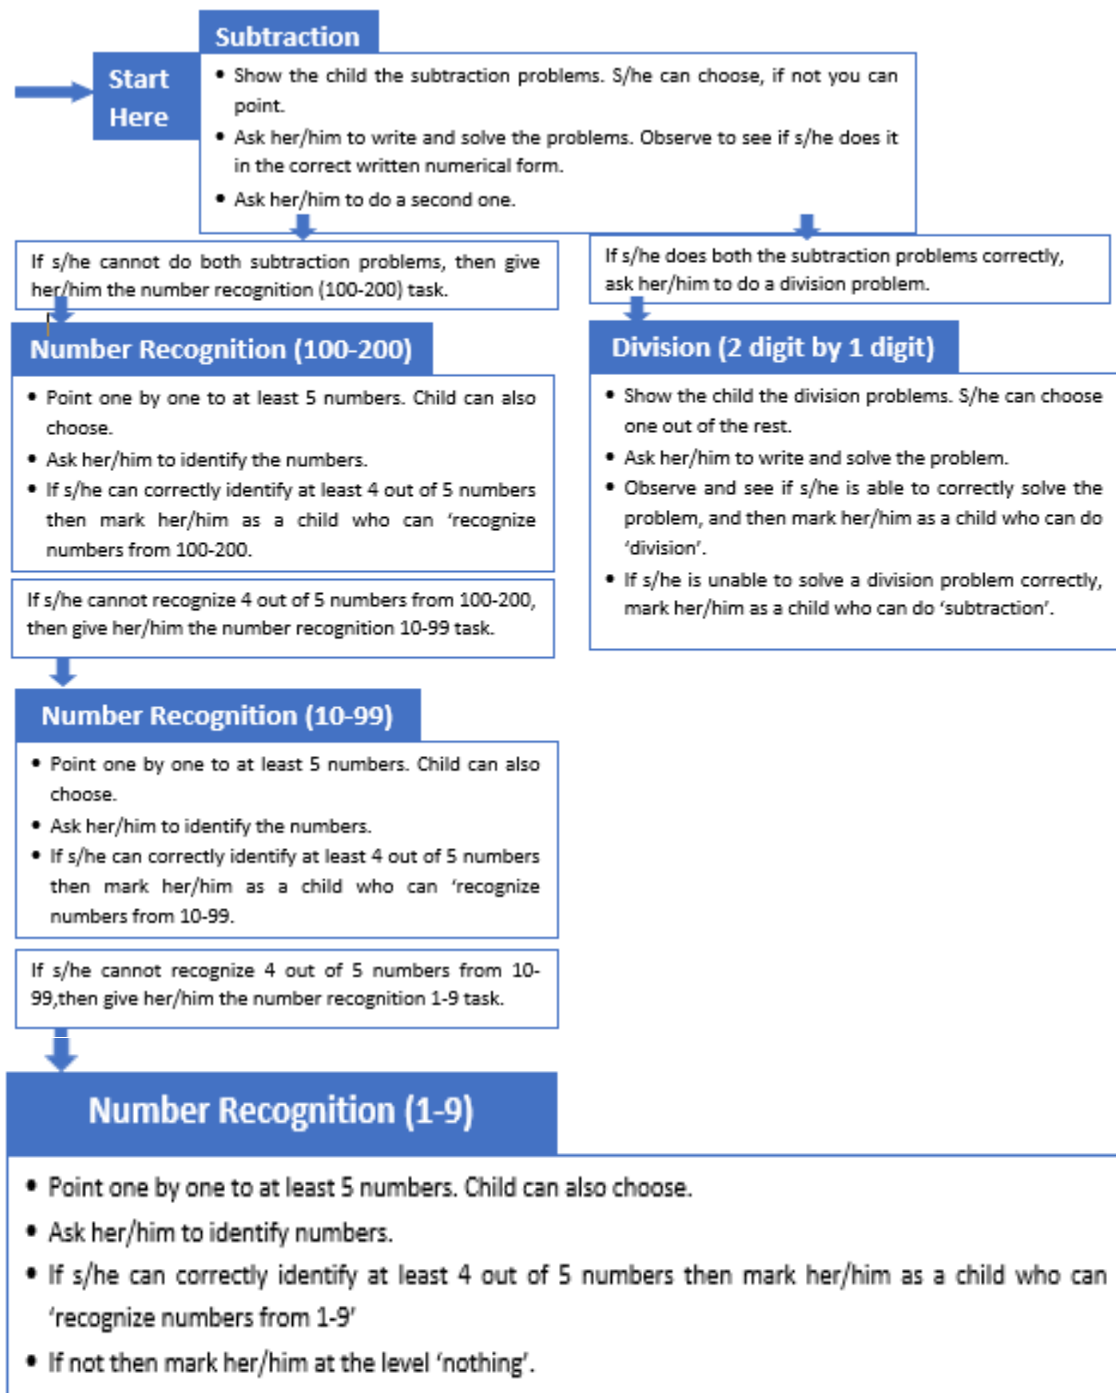 Subtraction
Start
Here
• Show the child the subtraction problems. S/he can choose, if not you can
point.
• Ask her/him to write and solve the problems. Observe to see if s/he does it
in the correct written numerical form.
• Ask her/him to do a second one.
If s/he cannot do both subtraction problems, then give
her/him the number recognition (100-200) task.
If s/he does both the subtraction problems correctly,
ask her/him to do a division problem.
Number Recognition (100-200)
• Point one by one to at least 5 numbers. Child can also
choose.
• Ask her/him to identify the numbers.
• If s/he can correctly identify at least 4 out of 5 numbers
then mark her/him as a child who can ‘recognize
numbers from 100-200.
If s/he cannot recognize 4 out of 5 numbers from 100-200,
then give her/him the number recognition 10-99 task.
Division (2 digit by 1 digit)
• Show the child the division problems. S/he can choose
one out of the rest.
• Ask her/him to write and solve the problem.
• Observe and see if s/he is able to correctly solve the
problem, and then mark her/him as a child who can do
‘division’.
• If s/he is unable to solve a division problem correctly,
mark her/him as a child who can do ‘subtraction’.
Number Recognition (10-99)
• Point one by one to at least 5 numbers. Child can also
choose.
• Ask her/him to identify the numbers.
• If s/he can correctly identify at least 4 out of 5 numbers
then mark her/him as a child who can ‘recognize
numbers from 10-99.
If s/he cannot recognize 4 out of 5 numbers from 10-
99,then give her/him the number recognition 1-9 task.
Number Recognition (1-9)
• Point one by one to at least 5 numbers. Child can also choose.
• Ask her/him to identify numbers.
• If s/he can correctly identify at least 4 out of 5 numbers then mark her/him as a child who can
‘recognize numbers from 1-9’
• If not then mark her/him at the level ‘nothing’.